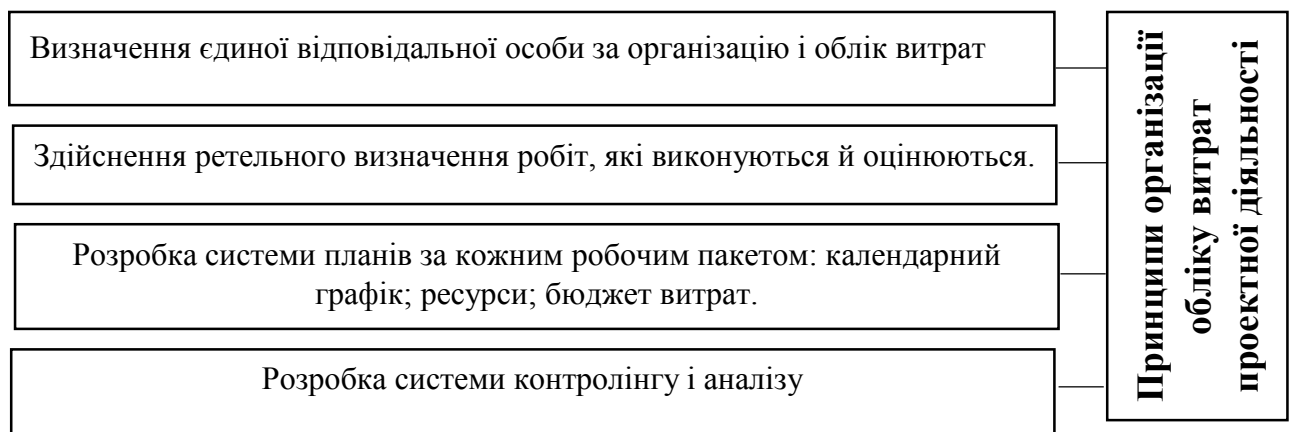 Визначення єдиної відповідальної особи за організацію і облік витрат
Здійснення ретельного визначення робіт, які виконуються й оцінюються.
Розробка системи планів за кожним робочим пакетом: календарний
графік; ресурси; бюджет витрат.
Розробка системи контролінгу і аналізу
Принципи організації
обліку витрат
проектної діяльності